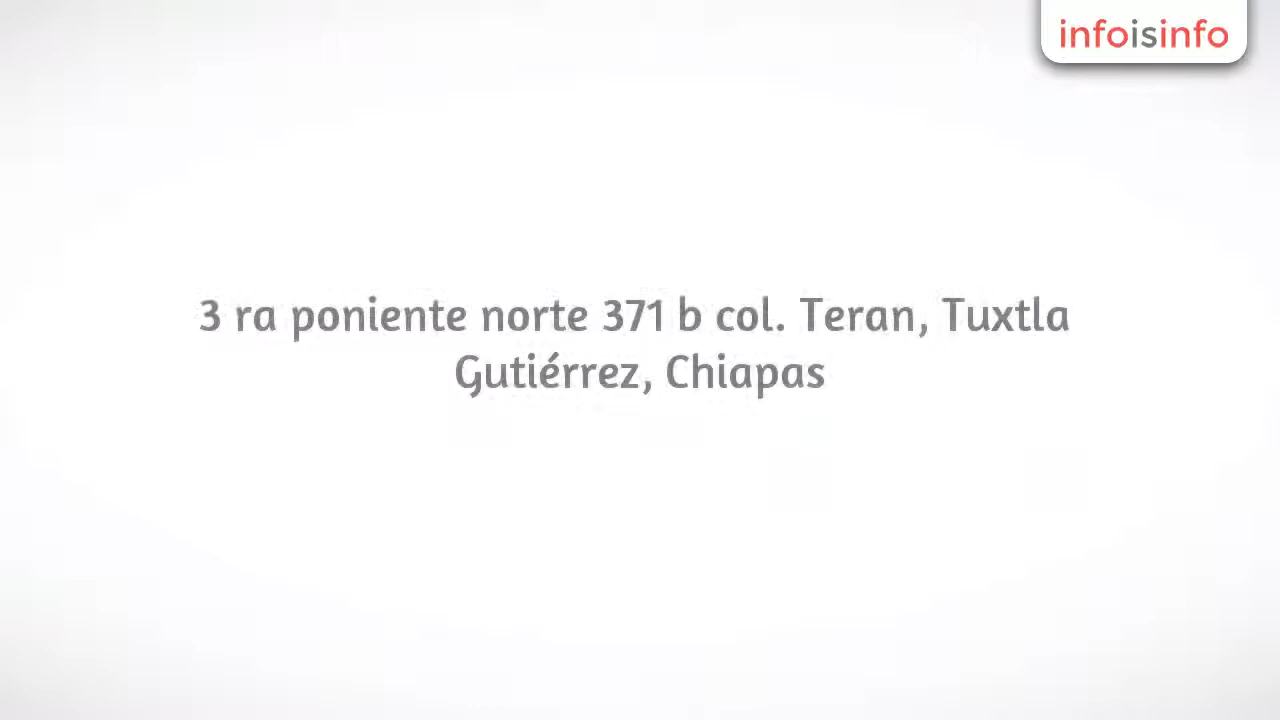 infoisinfo
3 ra poniente norte 371 b col. Teran, Tuxtla
Gutiérrez, Chiapas